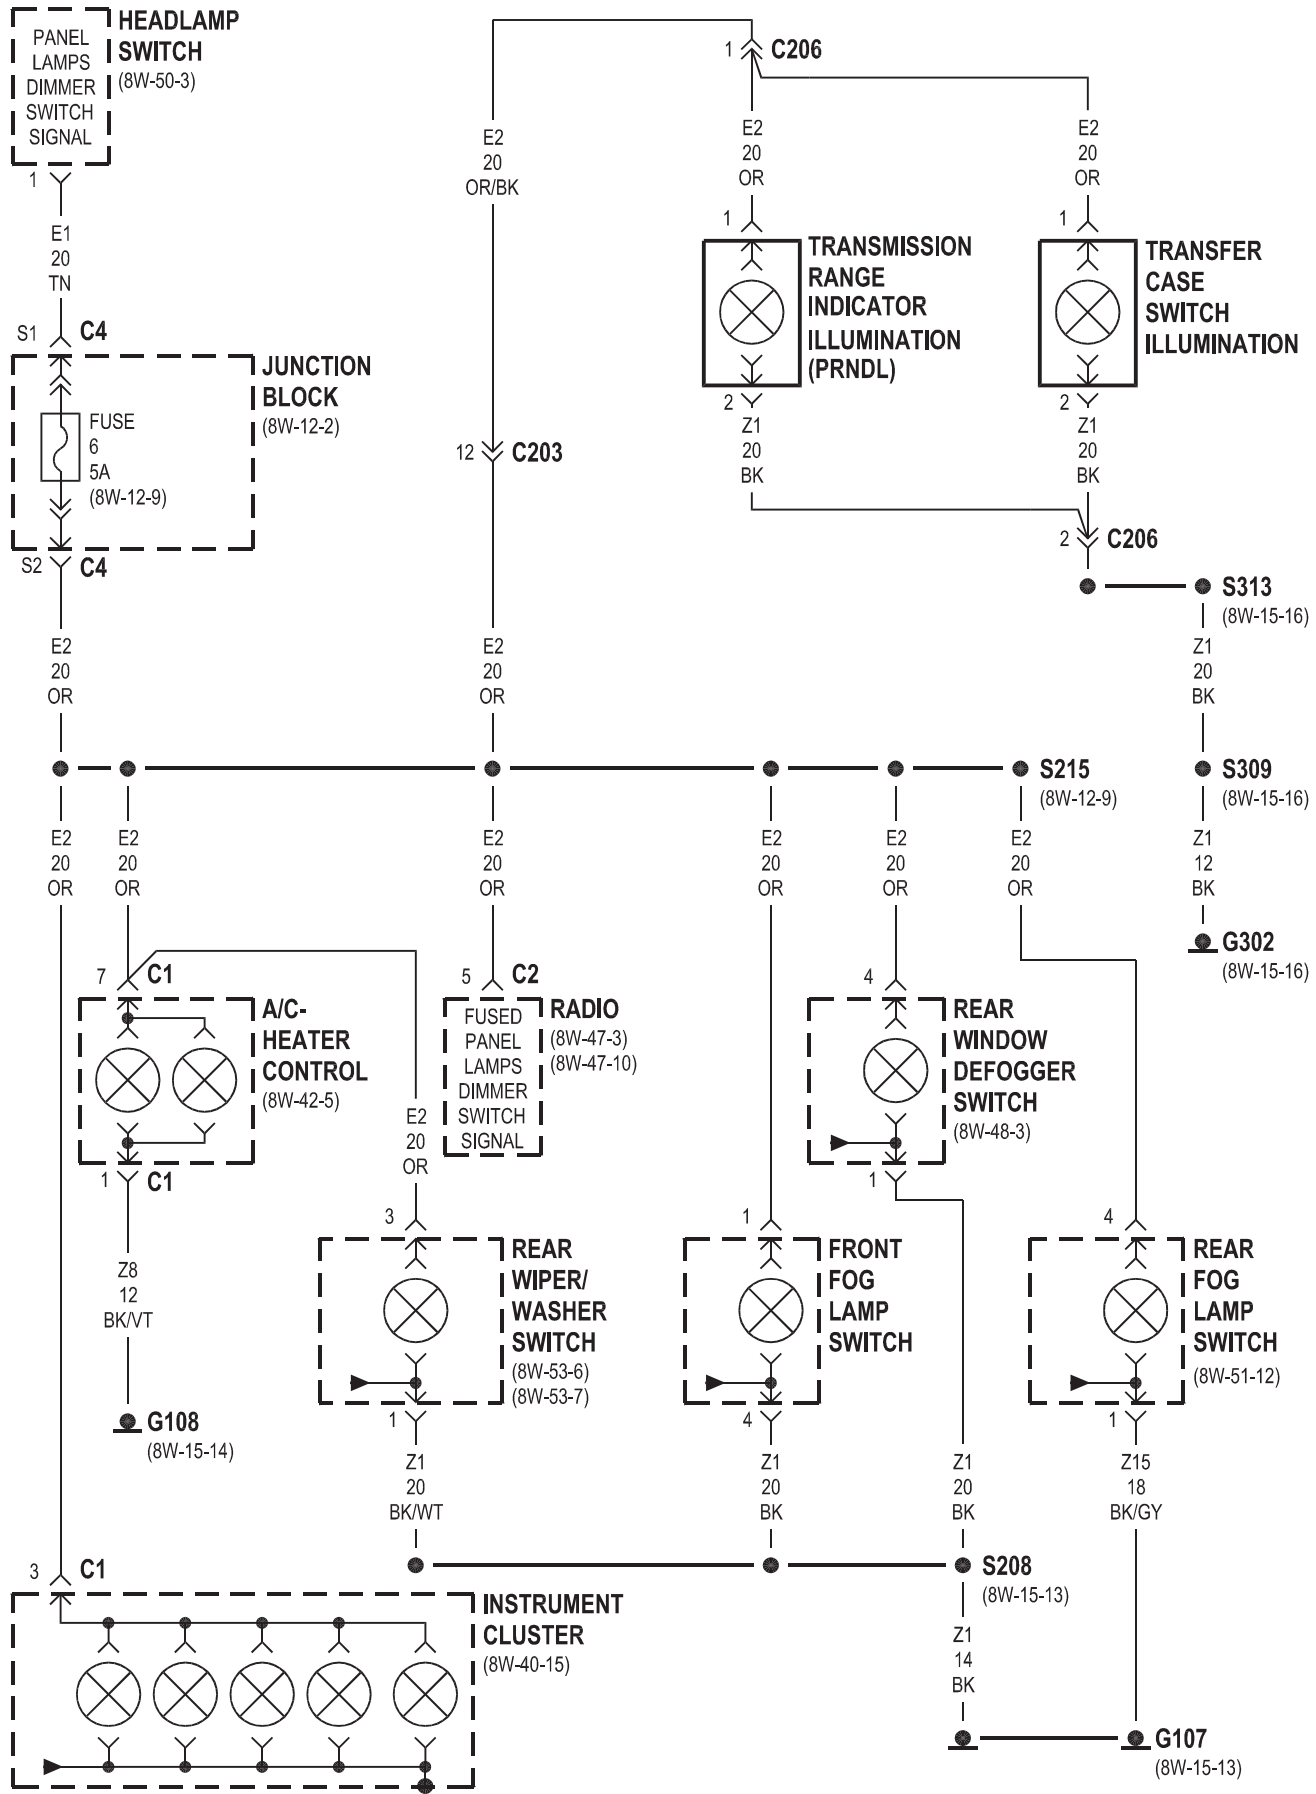 HEADLAMP
SWITCH
(8W-50-3)
PANEL
LAMPS
DIMMER
SWITCH
SIGNAL
1
E1
20
TN
S1
C4
JUNCTION
BLOCK
(8W-12-2)
FUSE
6
5A
(8W-12-9)
S2
C4
E2
20
OR
E2
20
OR/BK
12
C203
E2
20
OR
1
C206
E2
20
OR
E2
20
OR
1
TRANSMISSION
RANGE
INDICATOR
ILLUMINATION
(PRNDL)
1
TRANSFER
CASE
SWITCH
ILLUMINATION
2
Z1
20
BK
2
Z1
20
BK
2
C206
S313
(8W-15-16)
Z1
20
BK
S215
(8W-12-9)
S309
(8W-15-16)
Z1
12
BK
G302
(8W-15-16)
E2
20
OR
E2
20
OR
E2
20
OR
E2
20
OR
E2
20
OR
E2
20
OR
7
C1
A/C-
HEATER
CONTROL
(8W-42-5)
1
C1
Z8
12
BK/VT
G108
(8W-15-14)
5
C2
FUSED
PANEL
LAMPS
DIMMER
SWITCH
SIGNAL
RADIO
(8W-47-3)
(8W-47-10)
E2
20
OR
3
REAR
WIPER/
WASHER
SWITCH
(8W-53-6)
(8W-53-7)
1
Z1
20
BK/WT
4
REAR
WINDOW
DEFOGGER
SWITCH
(8W-48-3)
1
1
FRONT
FOG
LAMP
SWITCH
4
Z1
20
BK
Z1
20
BK
4
REAR
FOG
LAMP
SWITCH
(8W-51-12)
1
Z15
18
BK/GY
S208
(8W-15-13)
Z1
14
BK
G107
(8W-15-13)
3
C1
INSTRUMENT
CLUSTER
(8W-40-15)